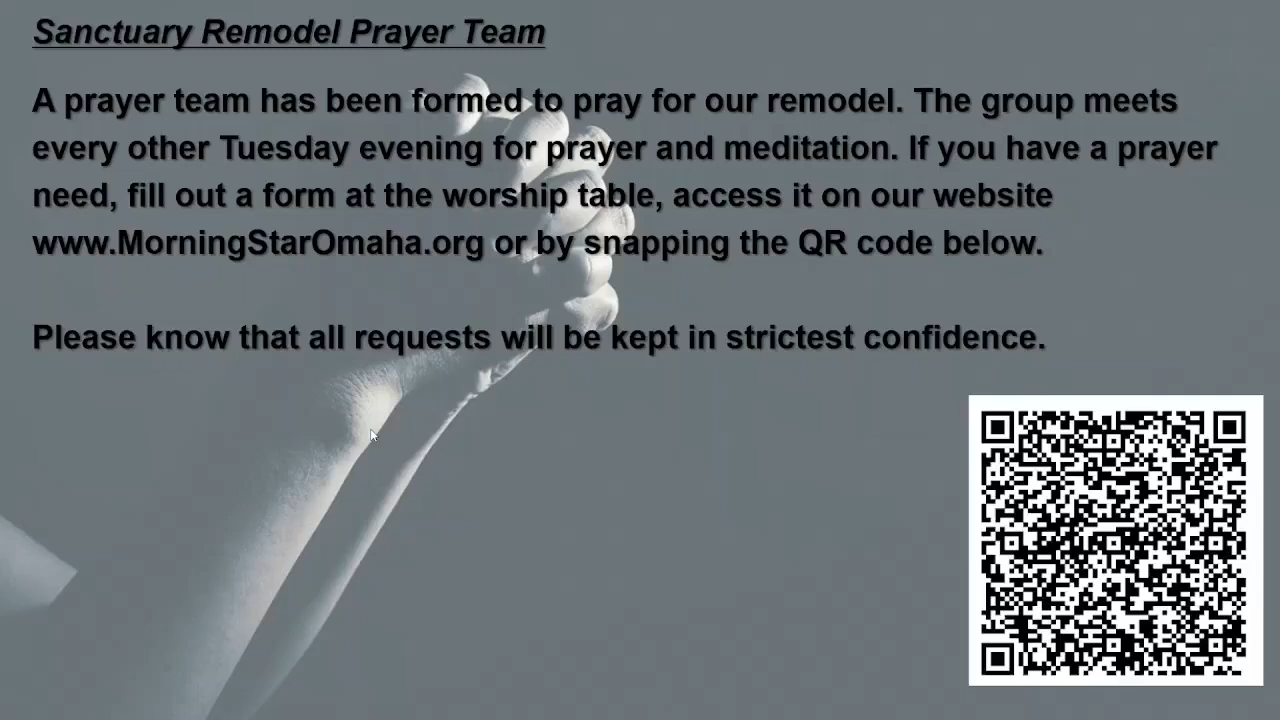 Sanctuary Remodel Prayer Team
A prayer team has been formed to pray for our remodel. The group meets
every other Tuesday evening for prayer and meditation. If you have a prayer
need, fill out a form at the worship table, access it on our website
www.MorningStarOmaha.org or by snapping the QR code below.
Please know that all requests will be kept in strictest confidence.